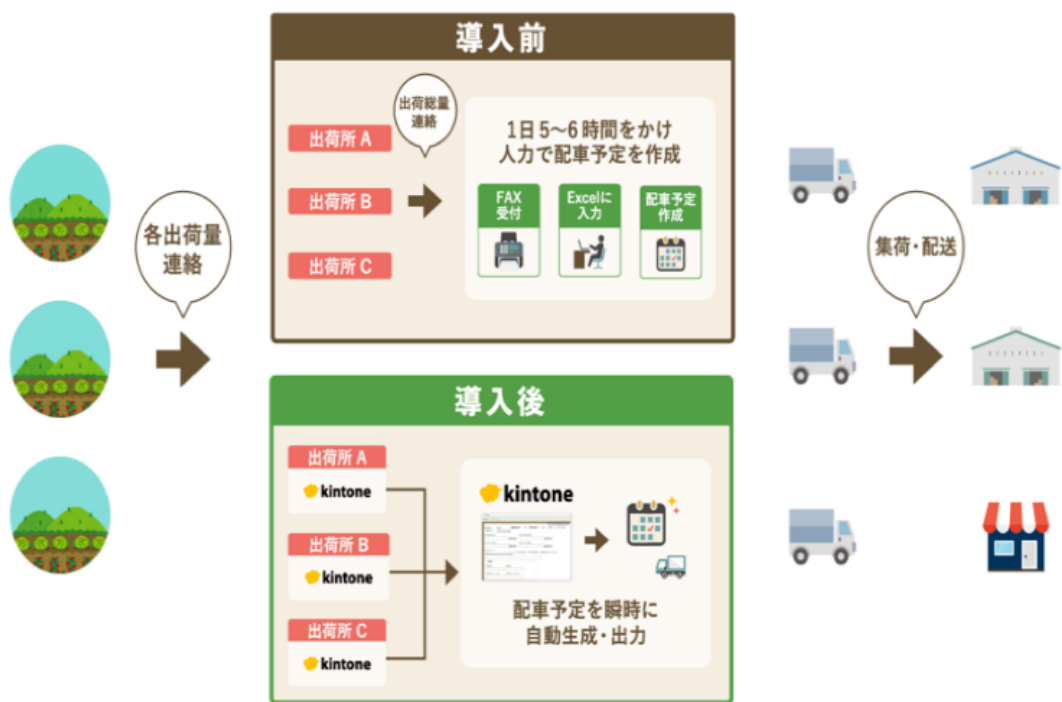 各出荷量
連絡
導入前
出荷所 A
出荷所 B
出荷所 C
出荷総量
連絡
1日5〜6時間をかけ
人力で配車予定を作成
FAX
受付
Excelに
入力
配車予定
作成
導入後
出荷所 A
kintone
出荷所 B
kintone
出荷所 C
kintone
kintone
配車予定を瞬時に
自動生成・出力
集荷・配送